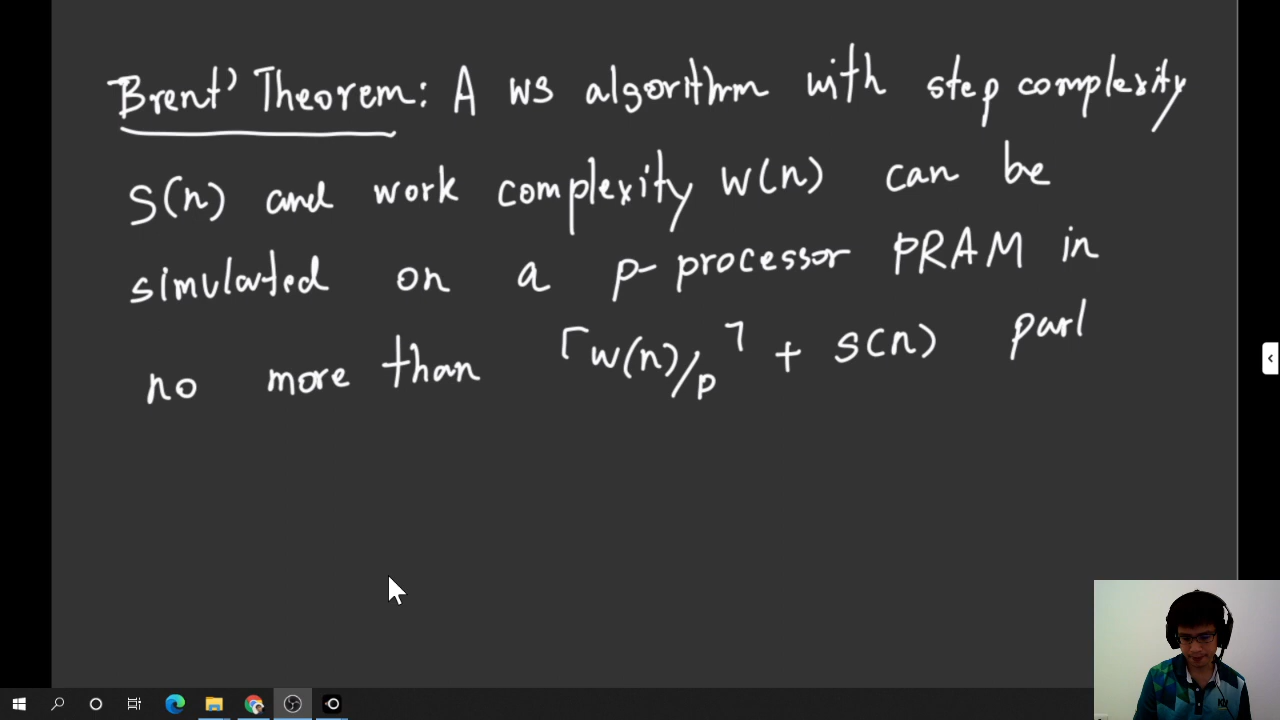 Brent' Theorem: A WS algorithm with step complexity
S(n) and work complexity W(n) can be
simulated on a p-processor PRAM in
no more than ⌈W(n)/p⌉ + S(n) parl